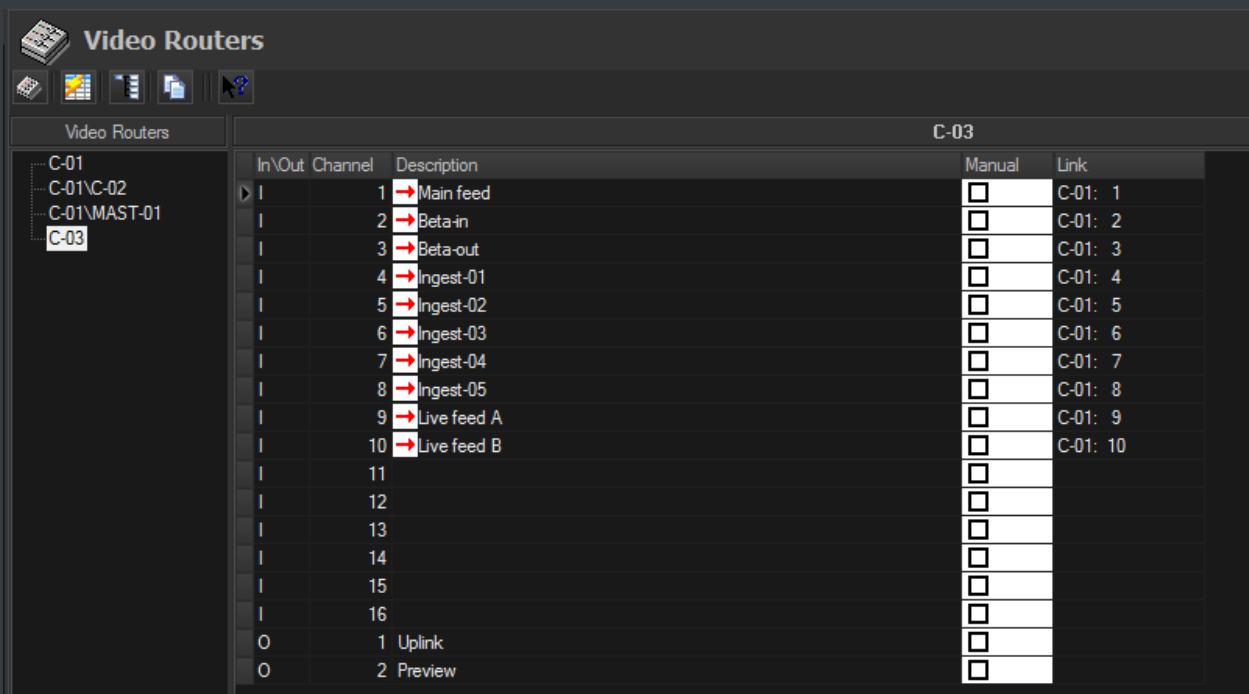 Video Routers
Video Routers
C-03
C-01
C-01\C-02
C-01\MAST-01
C-03
In\Out Channel Description Manual Link
I 1 Main feed C-01: 1
I 2 Beta-in C-01: 2
I 3 Beta-out C-01: 3
I 4 Ingest-01 C-01: 4
I 5 Ingest-02 C-01: 5
I 6 Ingest-03 C-01: 6
I 7 Ingest-04 C-01: 7
I 8 Ingest-05 C-01: 8
I 9 Live feed A C-01: 9
I 10 Live feed B C-01: 10
I 11
I 12
I 13
I 14
I 15
I 16
O 1 Uplink
O 2 Preview